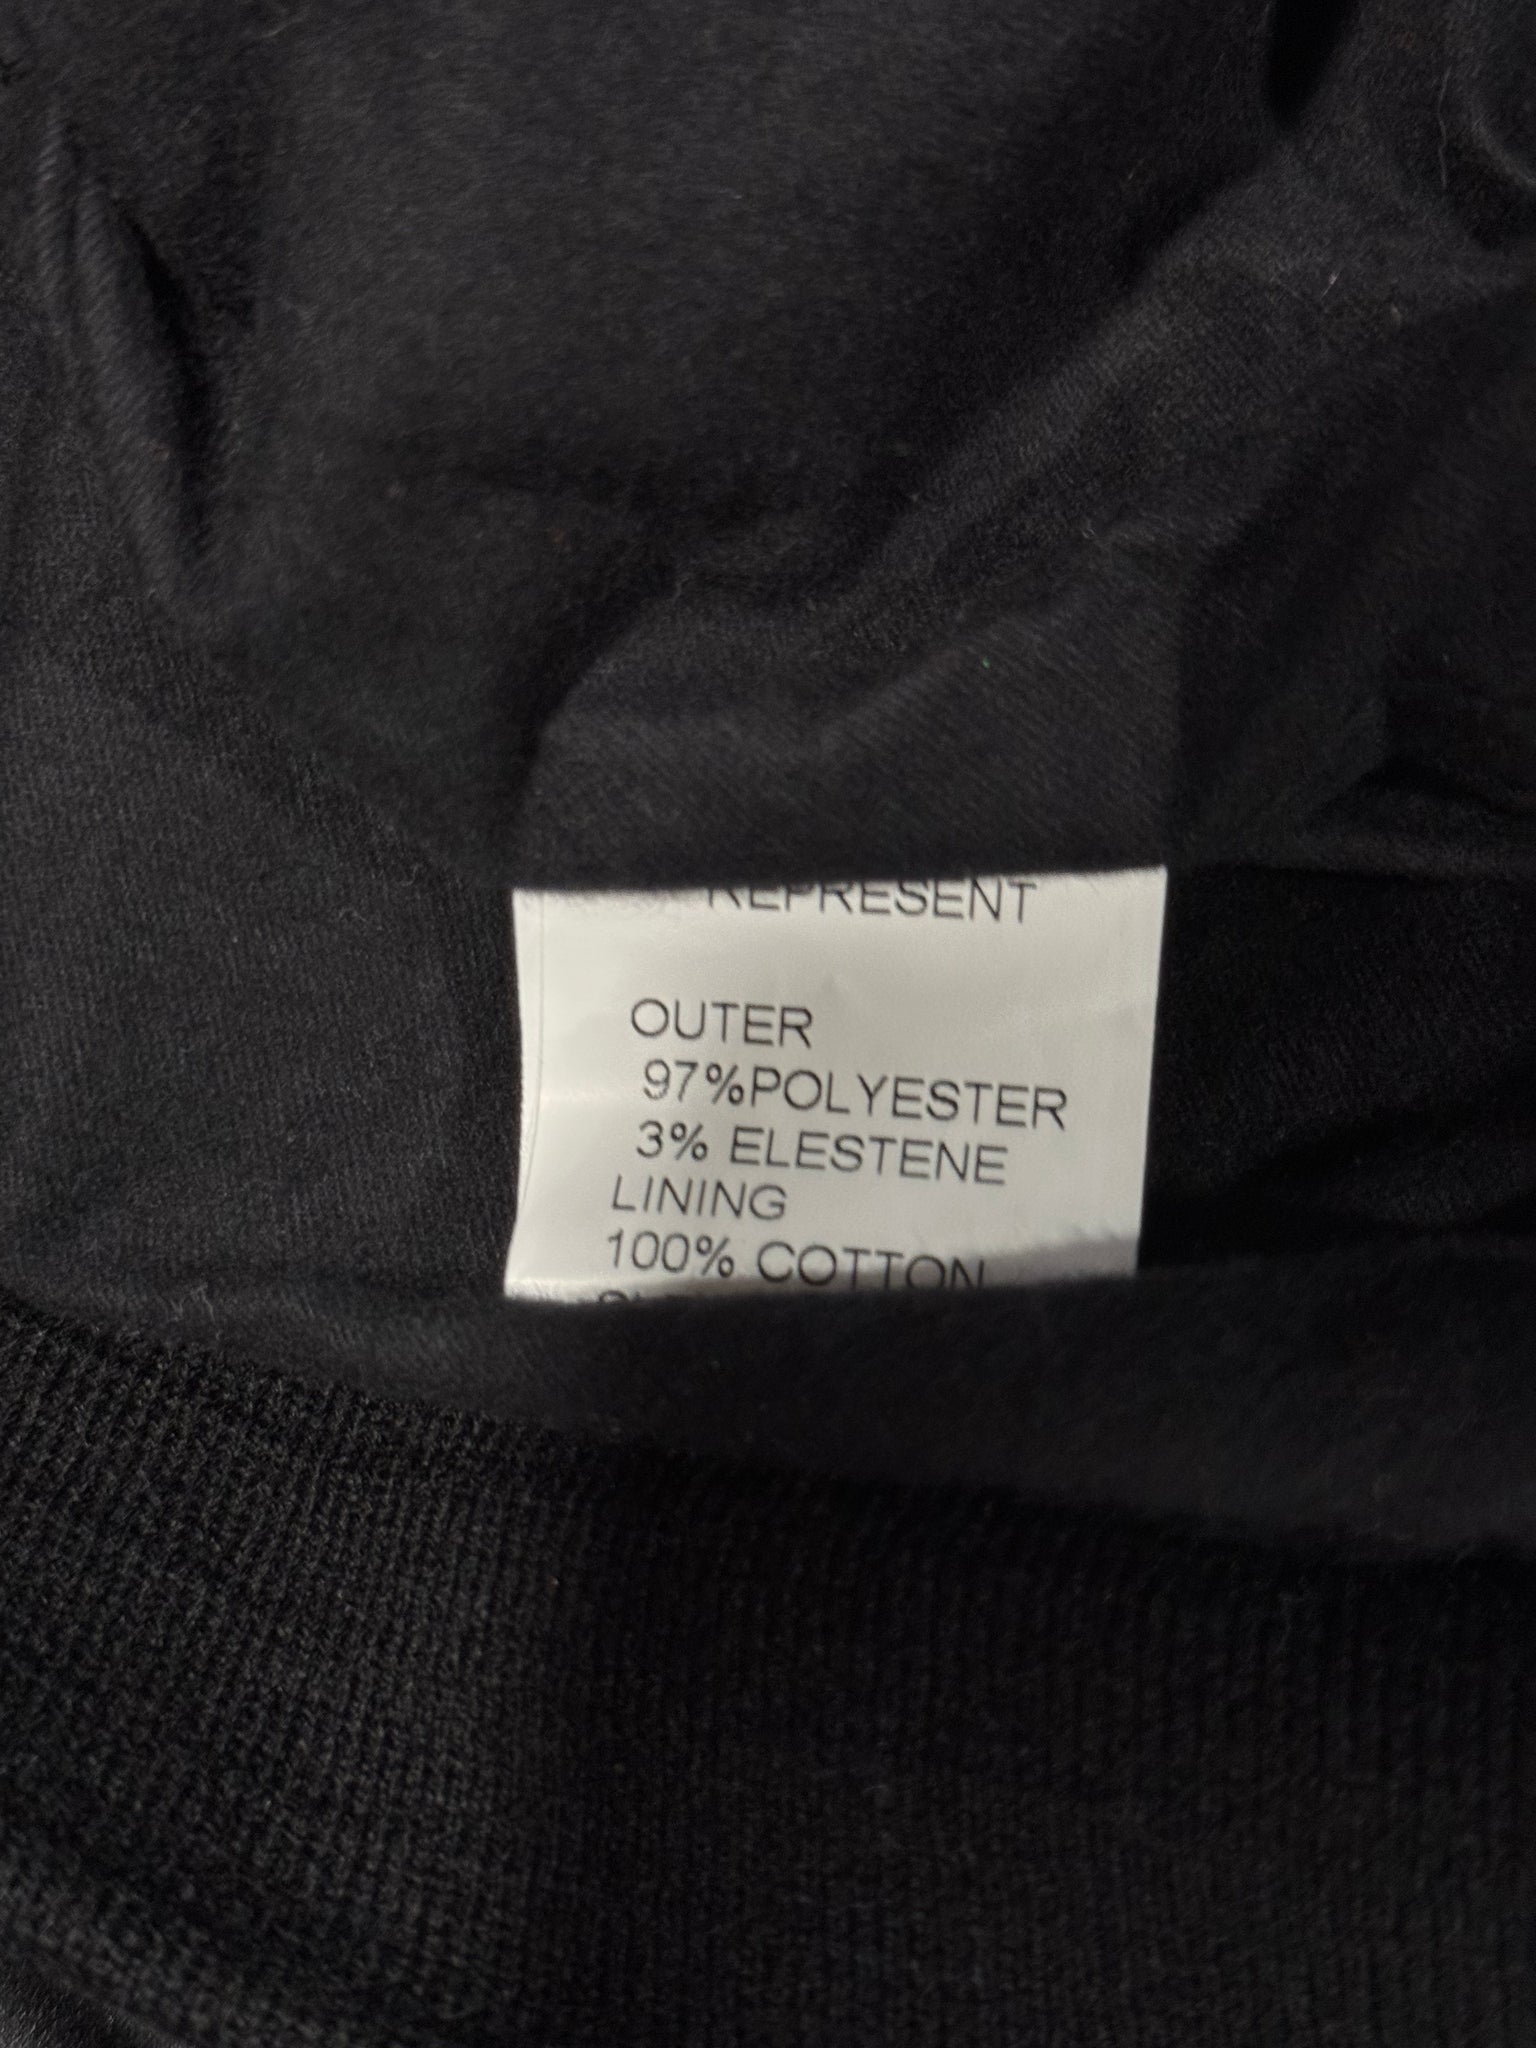 REPRESENT
OUTER
97%POLYESTER
3% ELESTENE
LINING
100% COTTON